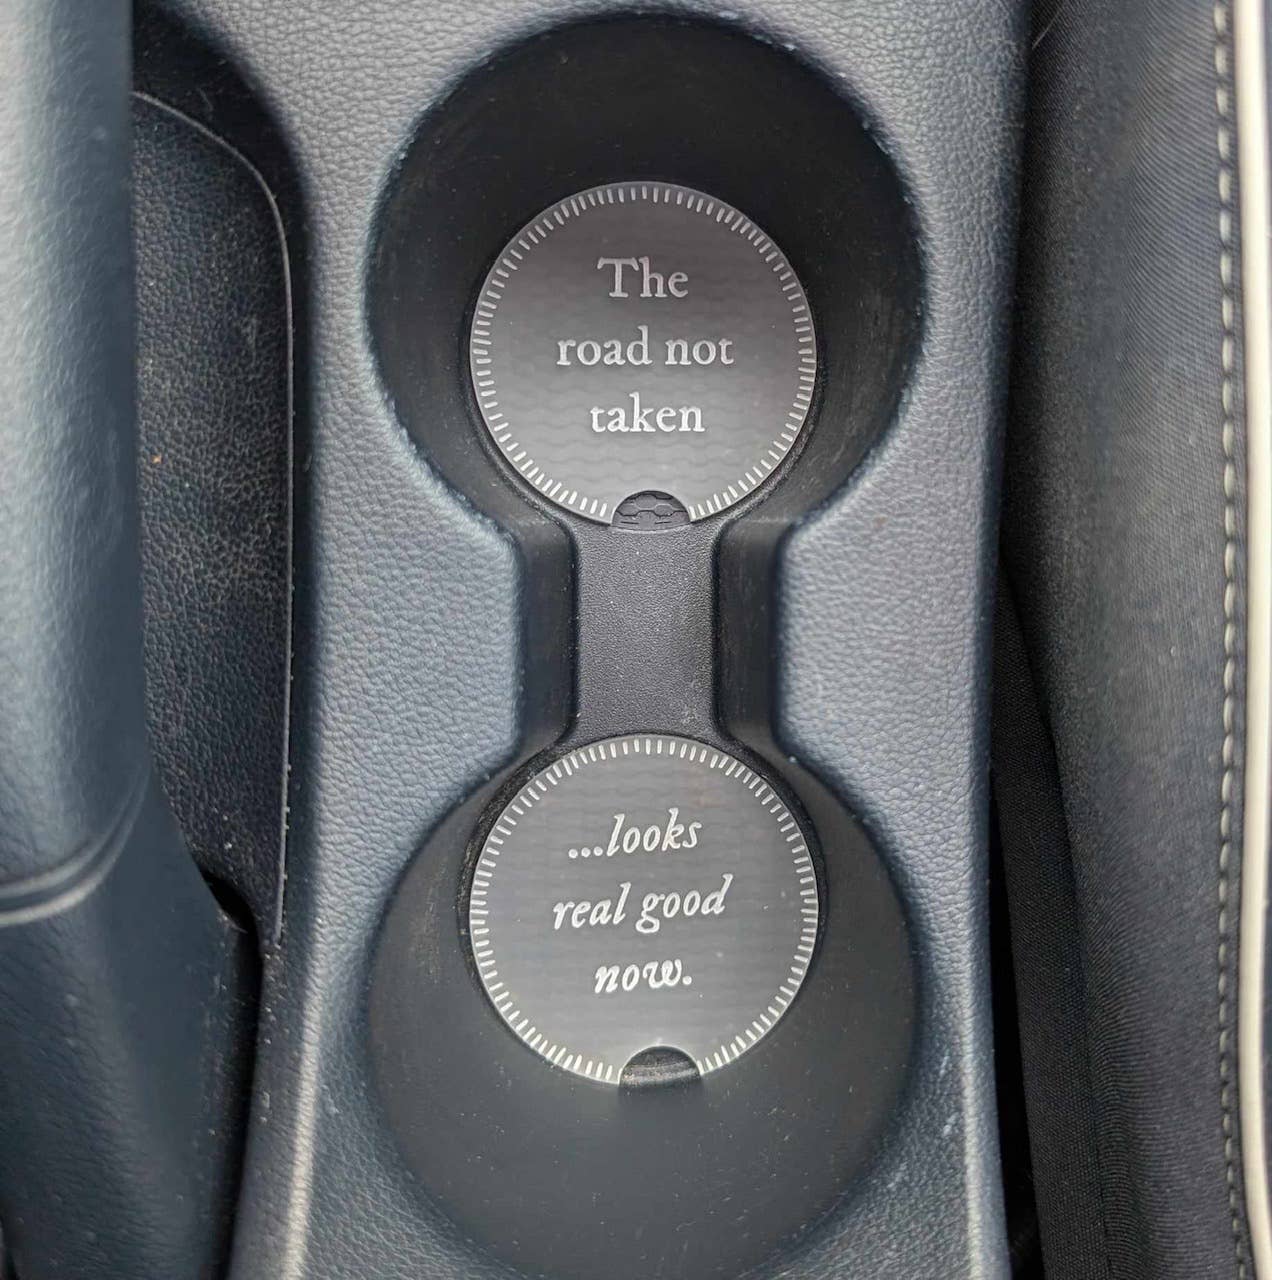 The
road not
taken
...looks
real good
now.